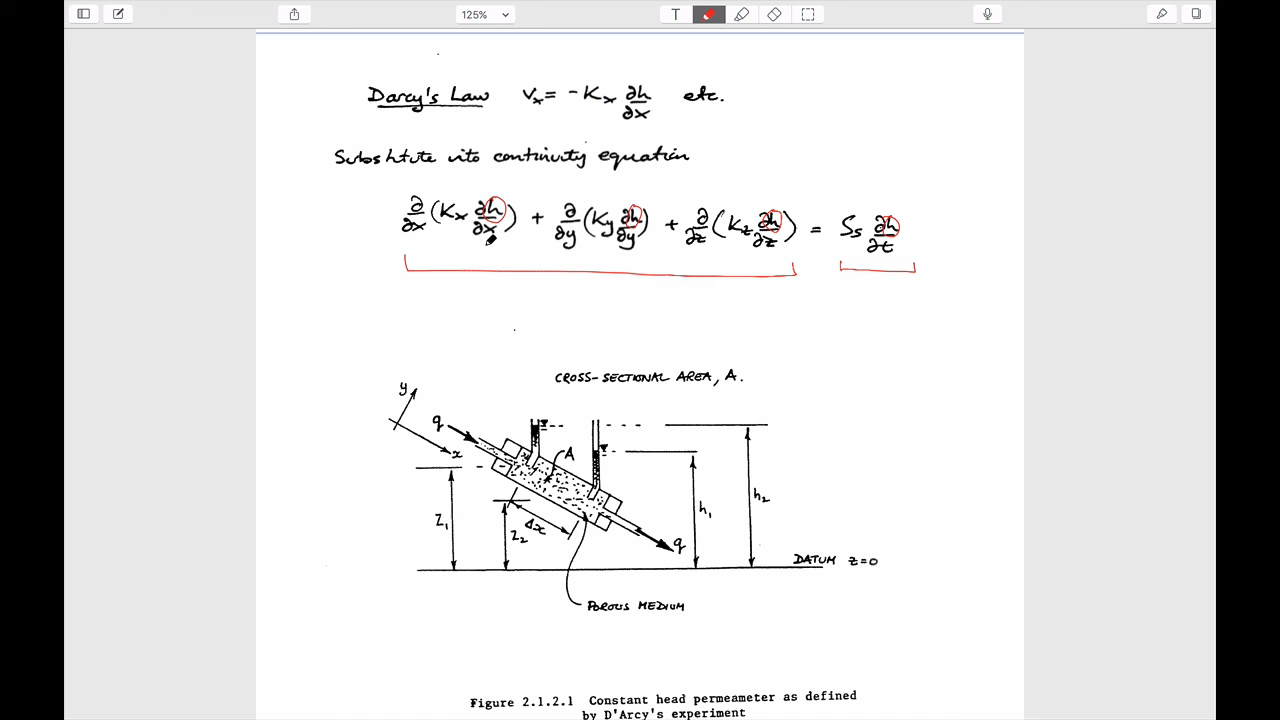 125%
T
Darcy's Law   vₓ = -Kₓ ∂h/∂x   etc.
Substitute into continuity equation
∂/∂x (Kₓ ∂h/∂x) + ∂/∂y (Ky ∂h/∂y) + ∂/∂z (Kz ∂h/∂z) = Ss ∂h/∂t
CROSS-SECTIONAL AREA, A.
y
q
x
A
Z₁
Z₂
Δx
h₁
h₂
q
DATUM z=0
POROUS MEDIUM
Figure 2.1.2.1 Constant head permeameter as defined
by D'Arcy's experiment